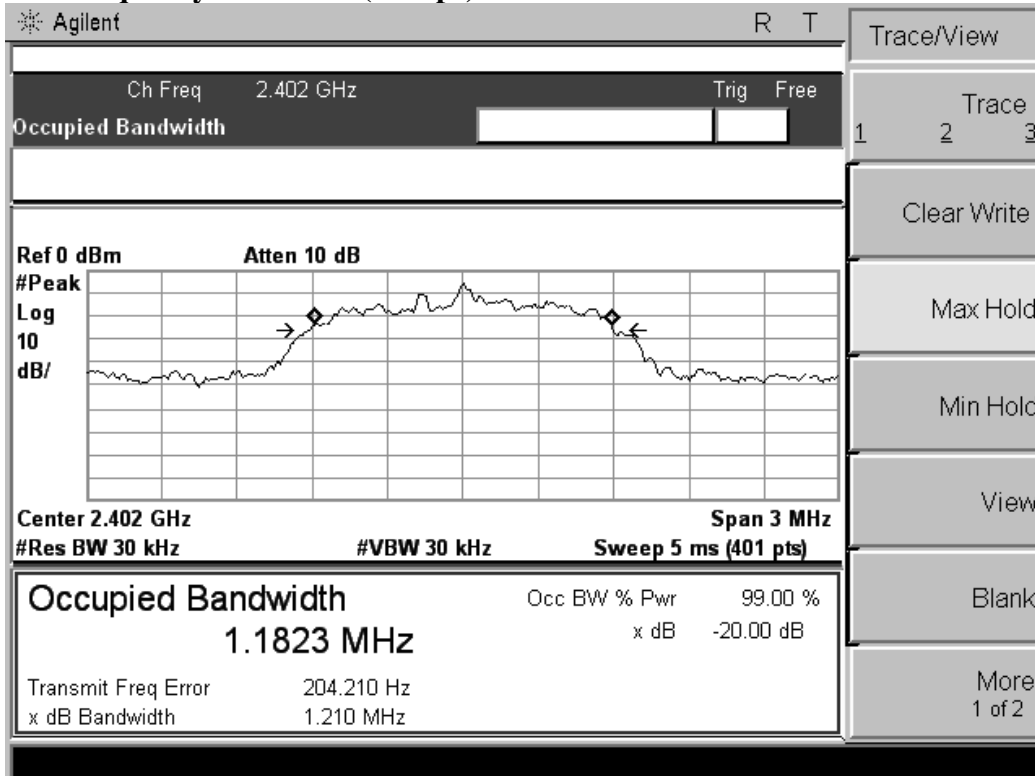 Agilent R T
Trace/View
Ch Freq 2.402 GHz Trig Free
Occupied Bandwidth
Trace
1 2 3
Clear Write
Ref 0 dBm Atten 10 dB
#Peak
Log
10
dB/
Max Hold
Min Hold
View
Center 2.402 GHz Span 3 MHz
#Res BW 30 kHz #VBW 30 kHz Sweep 5 ms (401 pts)
Occupied Bandwidth Occ BW % Pwr 99.00 %
1.1823 MHz x dB -20.00 dB
Blank
Transmit Freq Error 204.210 Hz
x dB Bandwidth 1.210 MHz
More
1 of 2